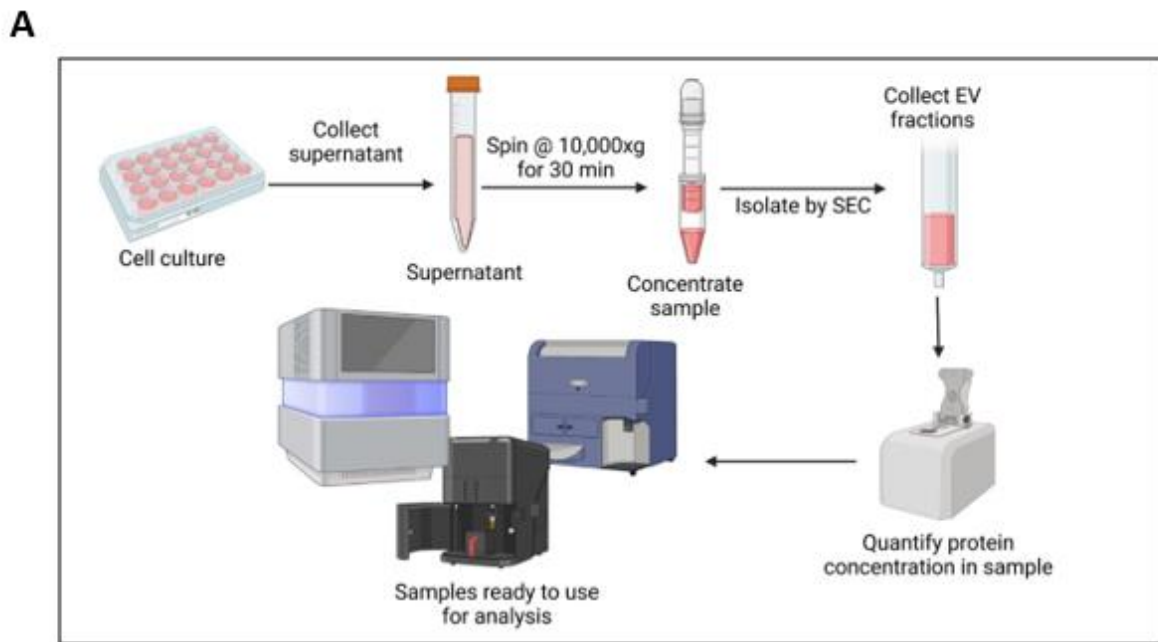 A
Collect
supernatant
Spin @ 10,000xg
for 30 min
Isolate by SEC
Collect EV
fractions
Cell culture
Supernatant
Concentrate
sample
Quantify protein
concentration in sample
Samples ready to use
for analysis